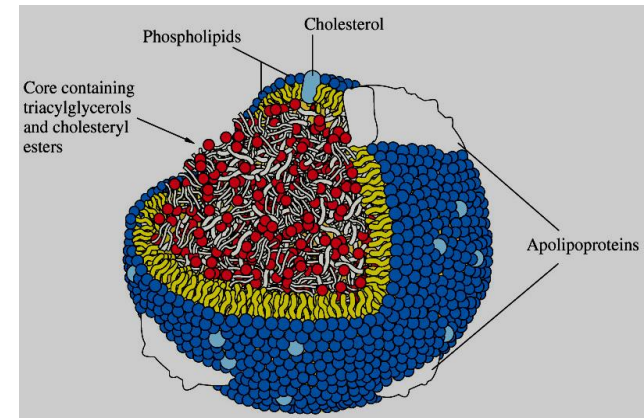 Cholesterol
Phospholipids
Core containing
triacylglycerols
and cholesteryl
esters
Apolipoproteins